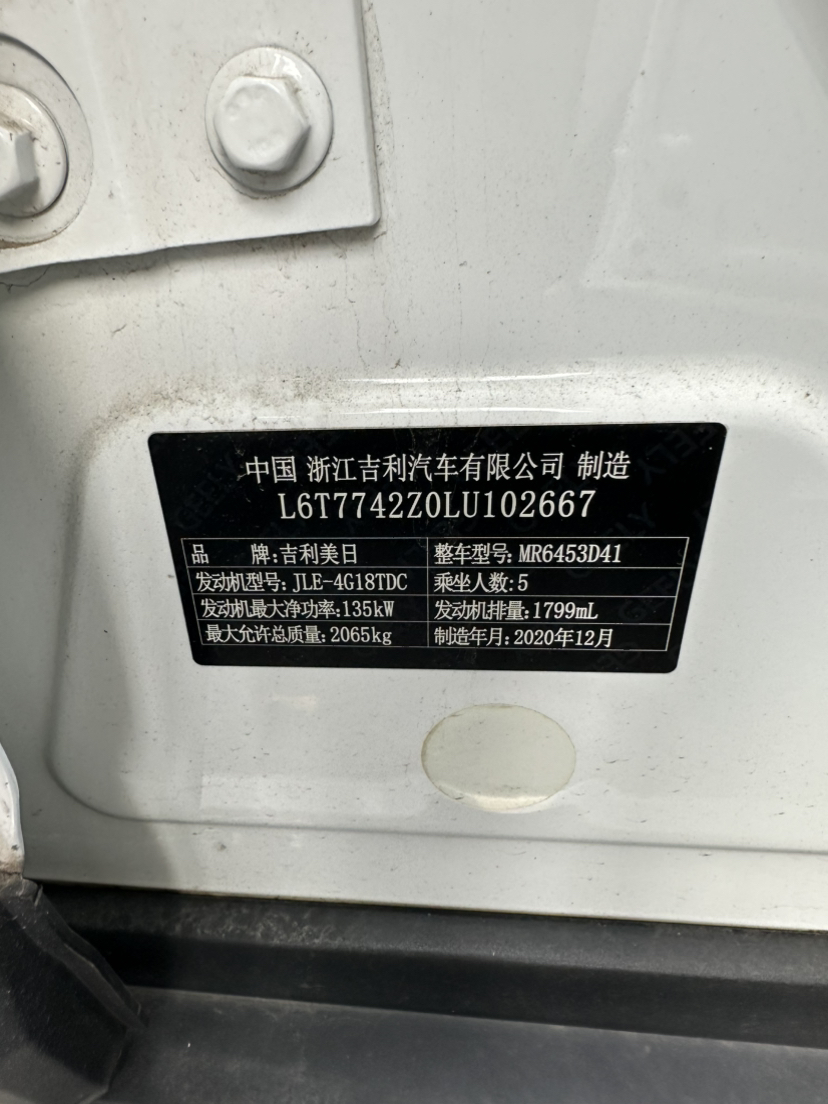 中国 浙江吉利汽车有限公司 制造
L6T7742Z0LU102667
品 牌:吉利美日 整车型号:MR6453D41
发动机型号:JLE-4G18TDC 乘坐人数:5
发动机最大净功率:135kW 发动机排量:1799mL
最大允许总质量:2065kg 制造年月:2020年12月